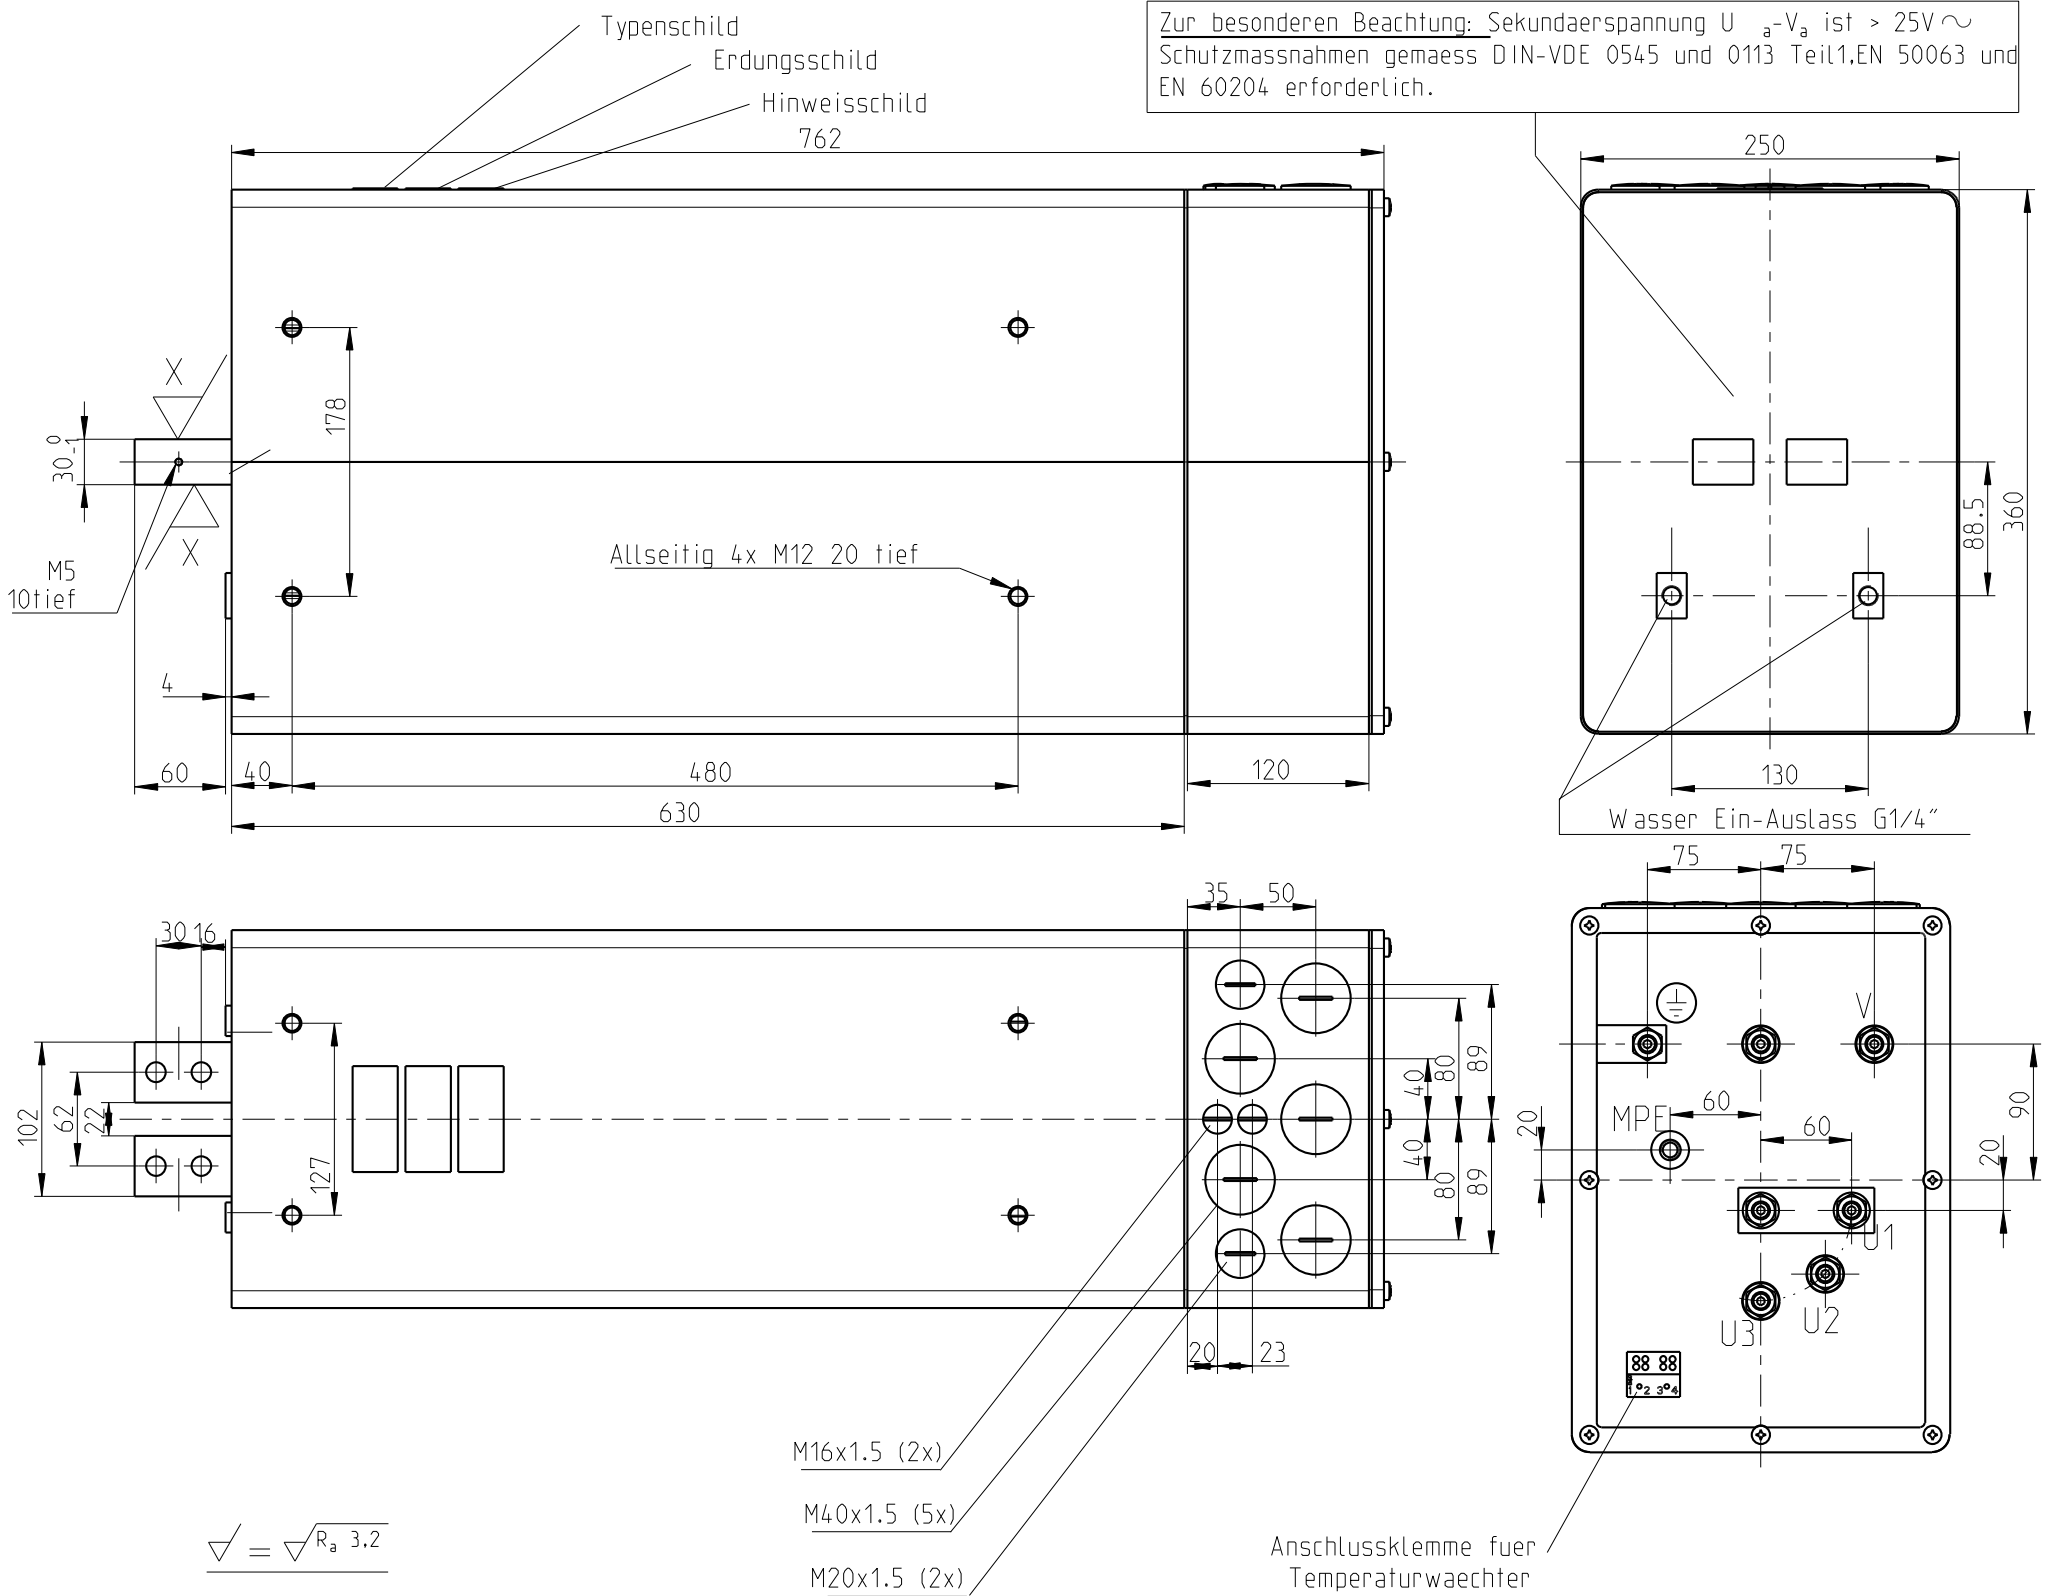 Typenschild
Erdungsschild
Hinweisschild
Zur besonderen Beachtung: Sekundaerspannung U a-Va ist > 25V~
Schutzmassnahmen gemaess DIN-VDE 0545 und 0113 Teil1,EN 50063 und
EN 60204 erforderlich.
762
250
X
178
30 0
-1
X
M5
10tief
Allseitig 4x M12 20 tief
88.5
360
4
60
40
480
120
630
130
Wasser Ein-Auslass G1/4"
75
75
35
50
30
16
V
102
62
22
127
40
80
89
40
80
89
MPE
60
60
20
90
20
U1
U2
U3
20
23
1 2 3 4
M16x1.5 (2x)
M40x1.5 (5x)
M20x1.5 (2x)
= Ra 3,2
Anschlussklemme fuer
Temperaturwaechter